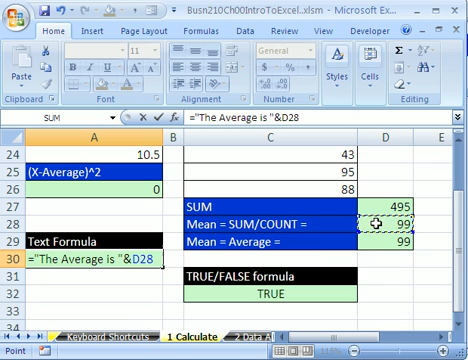 Busn210Ch00IntroToExcel..xlsm - Microsoft Ex...
Home Insert Page Layout Formulas Data Review View Developer
Paste
Clipboard
11
B I U
Font
Alignment
$ % ,
Number
Styles
Cells
Σ
Editing
SUM
="The Average is "&D28
A B C D E
24 10.5 43
25 (X-Average)^2 95
26 0 88
27 SUM 495
28 Mean = SUM/COUNT = 99
29 Text Formula Mean = Average = 99
30 ="The Average is "&D28
31 TRUE/FALSE formula
32 TRUE
33
Keyboard Shortcuts 1 Calculate 2 Data A
Point